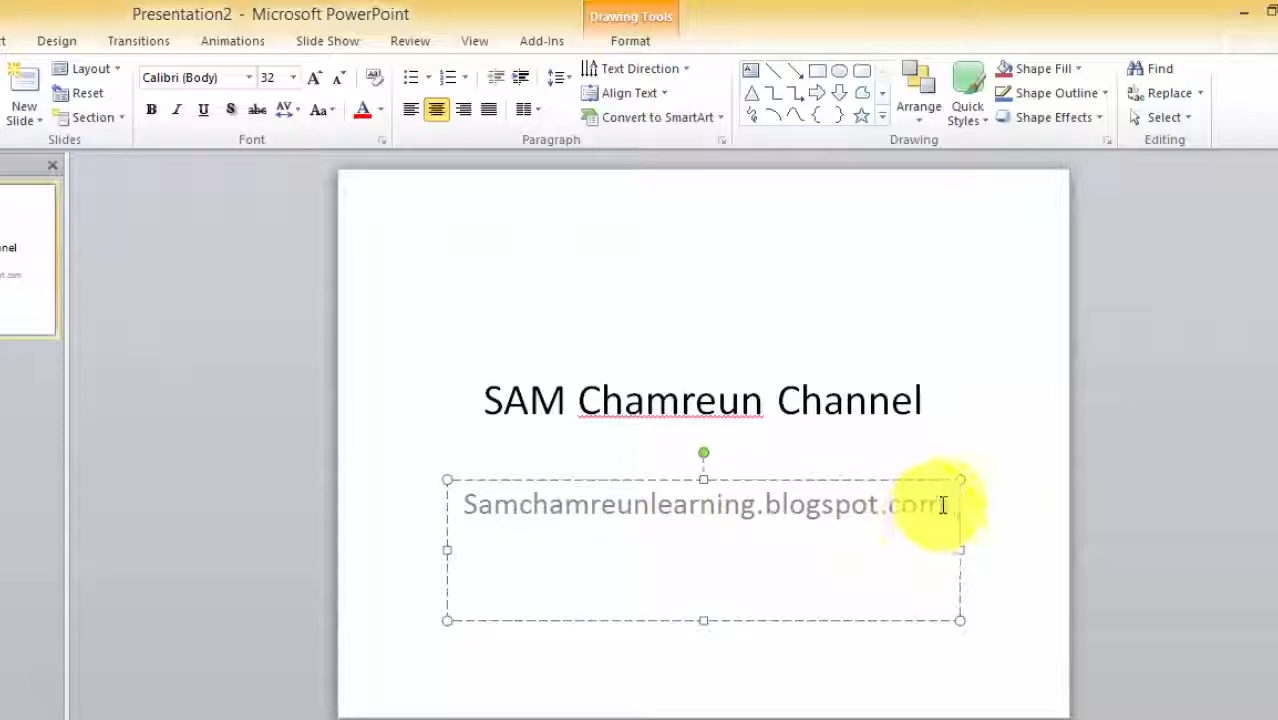 Presentation2 - Microsoft PowerPoint
Drawing Tools
Design Transitions Animations Slide Show Review View Add-Ins Format
Layout Calibri (Body) 32 Text Direction Shape Fill Find
New Reset Align Text Arrange Quick Shape Outline Replace
Slide Section Aa A Convert to SmartArt Styles Shape Effects Select
Slides Font Paragraph Drawing Editing
SAM Chamreun Channel
Samchamreunlearning.blogspot.com